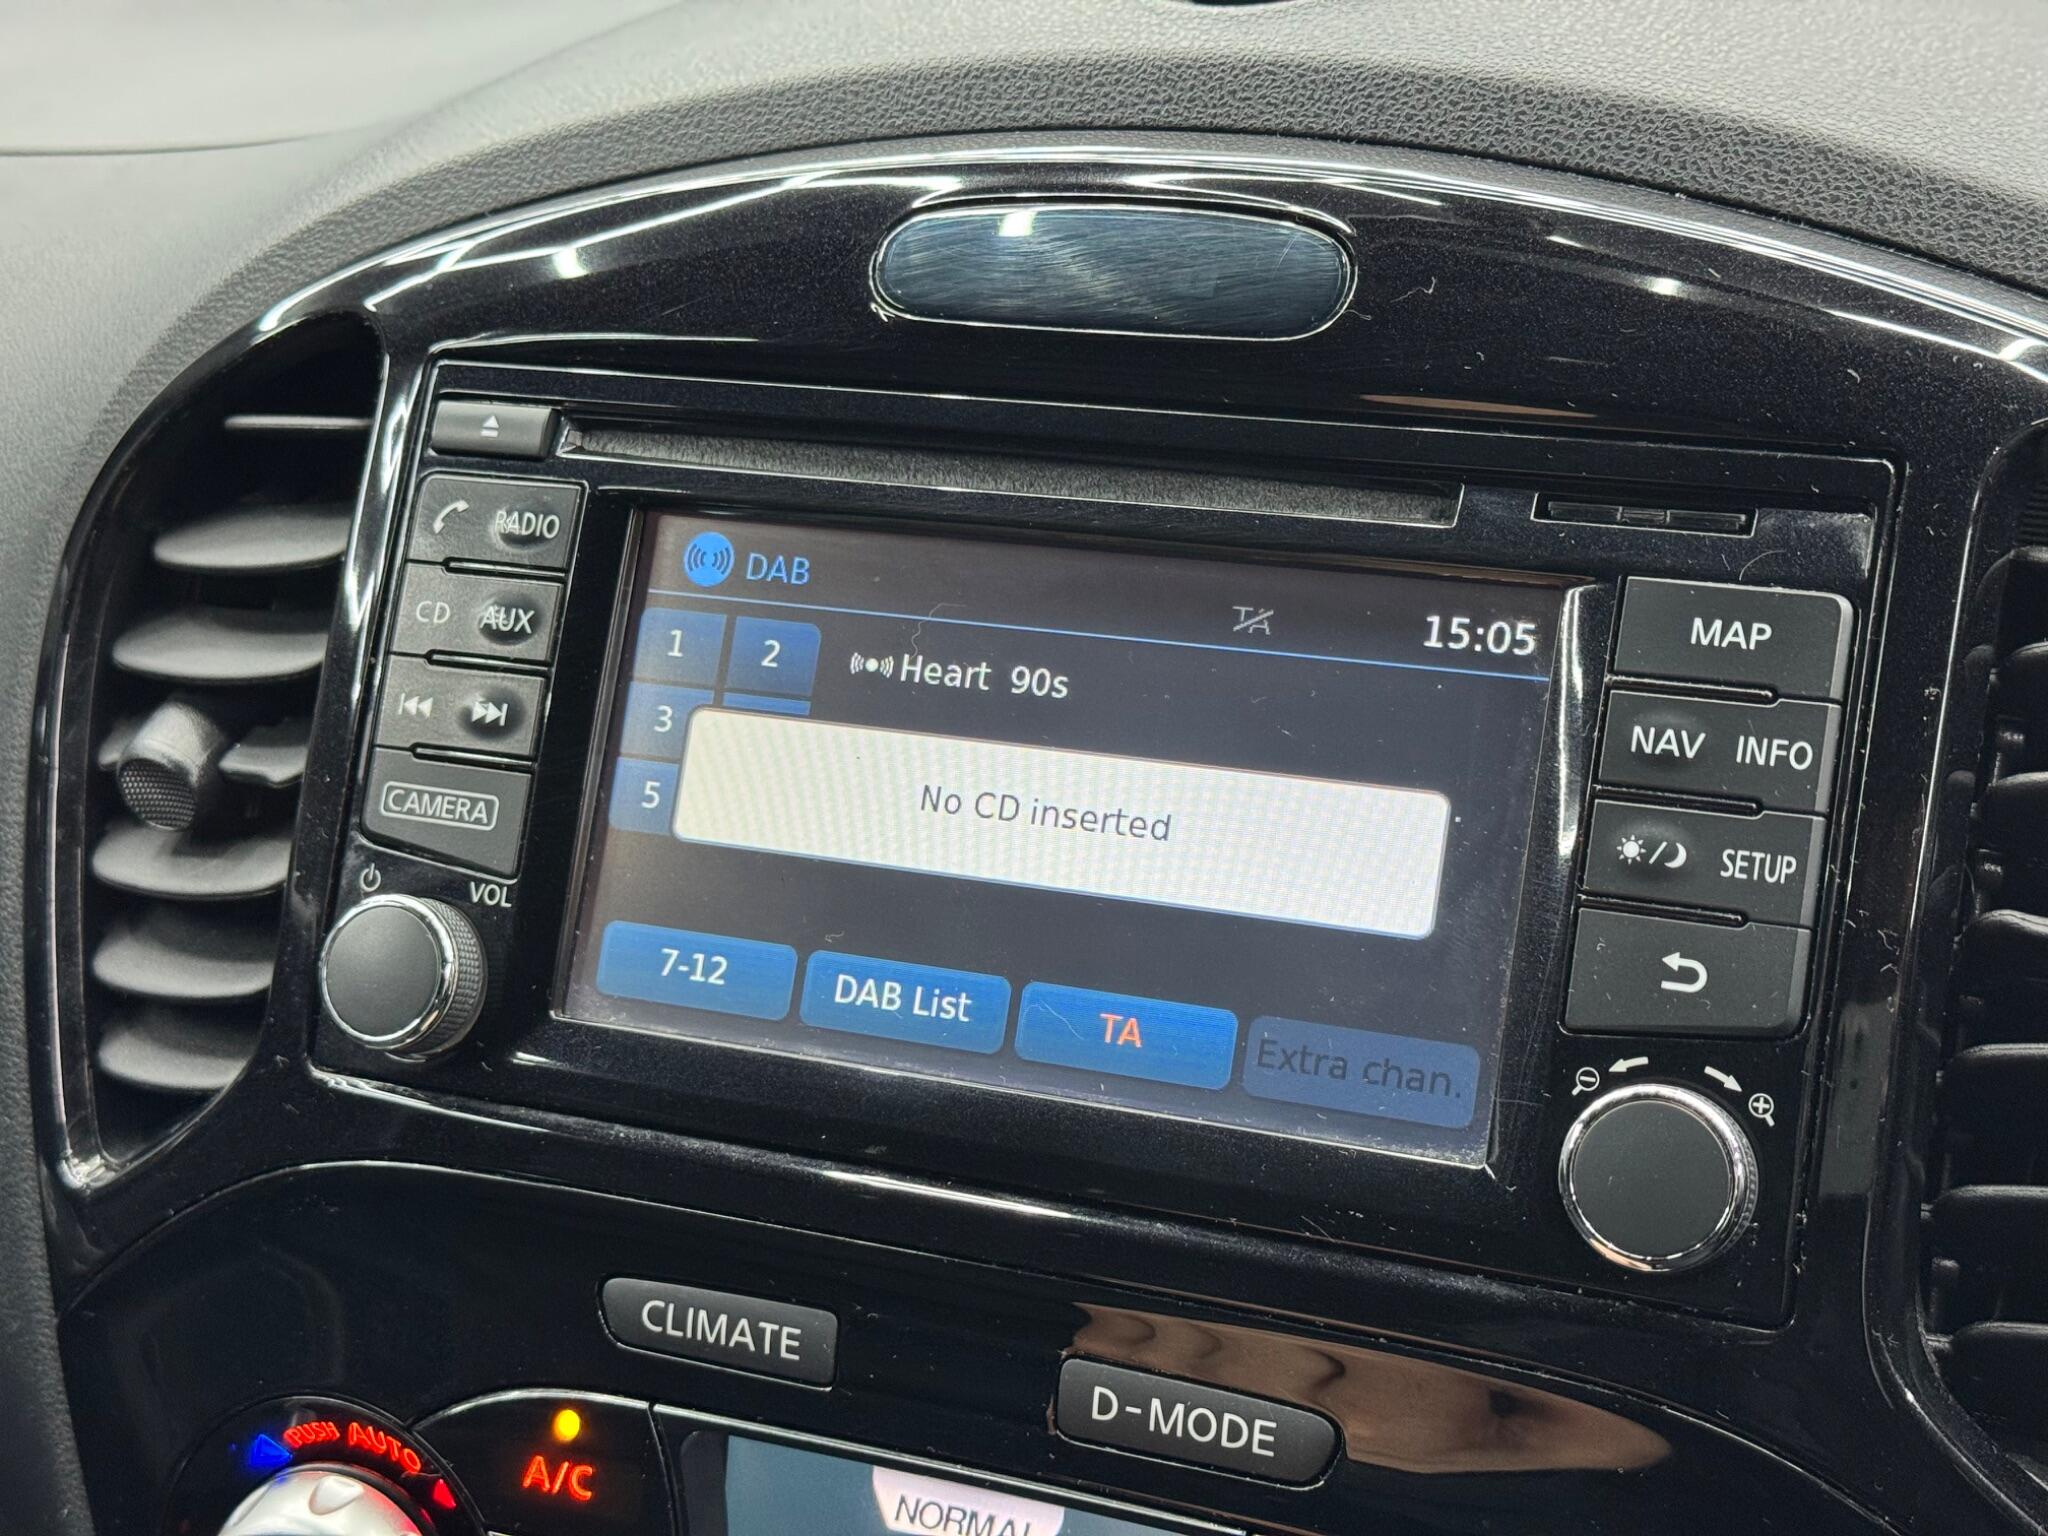 RADIO
CD AUX
CAMERA
VOL
DAB
TA
15:05
1 2
Heart 90s
3
5
No CD inserted
7-12
DAB List
TA
Extra chan.
MAP
NAV INFO
SETUP
CLIMATE
D-MODE
PUSH AUTO
A/C
NORMAL